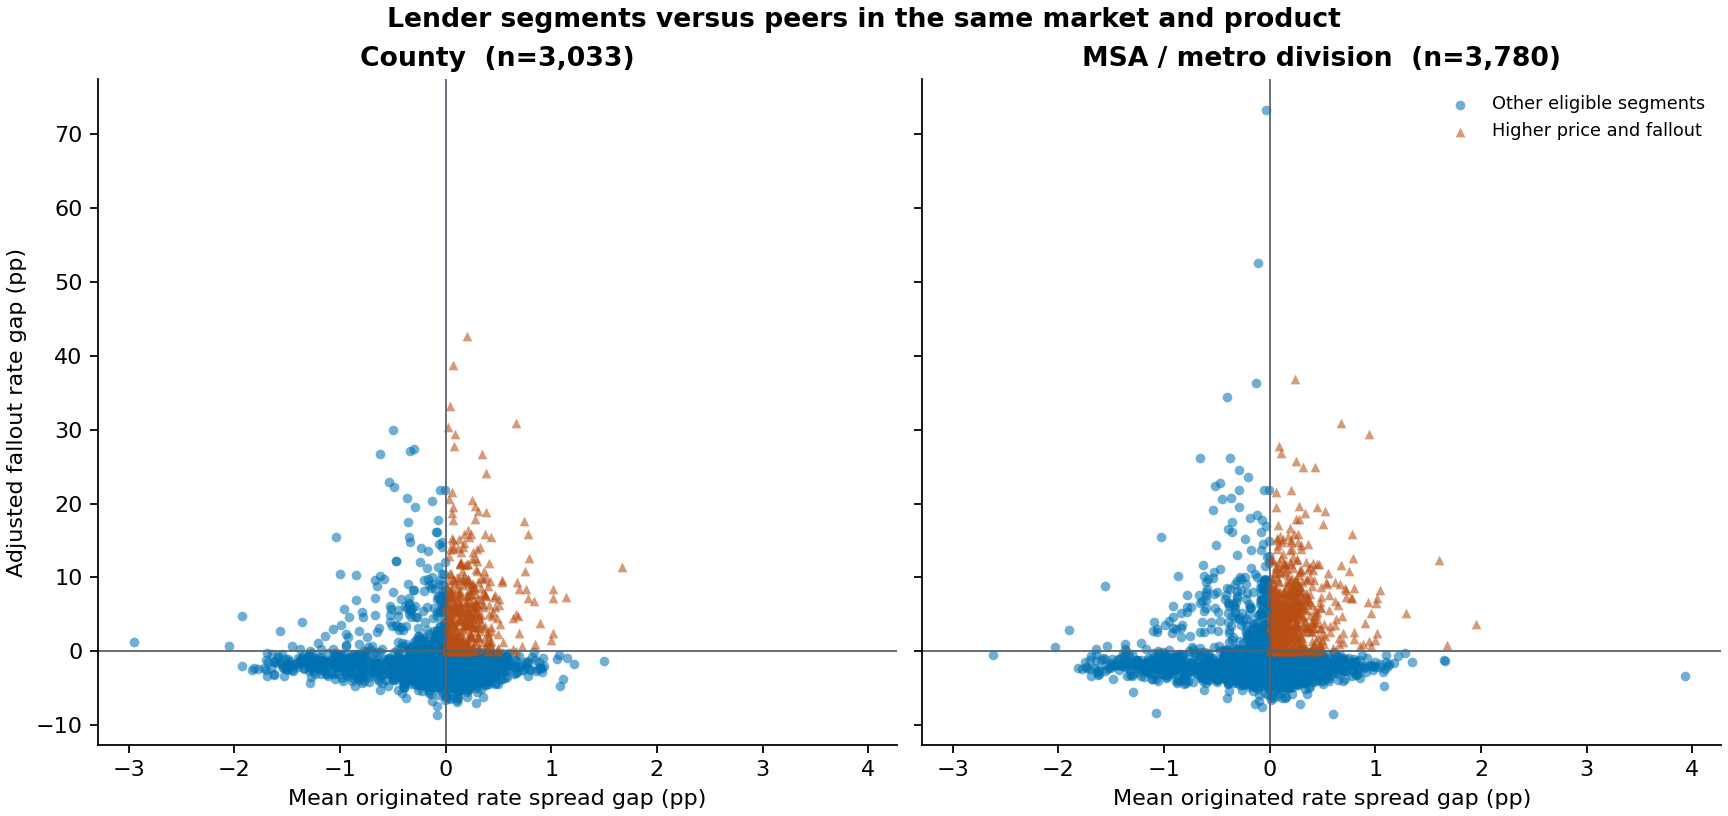 Lender segments versus peers in the same market and product
County (n=3,033)
MSA / metro division (n=3,780)
Other eligible segments
Higher price and fallout
Adjusted fallout rate gap (pp)
70
60
50
40
30
20
10
0
−10
−3 −2 −1 0 1 2 3 4
−3 −2 −1 0 1 2 3 4
Mean originated rate spread gap (pp)
Mean originated rate spread gap (pp)